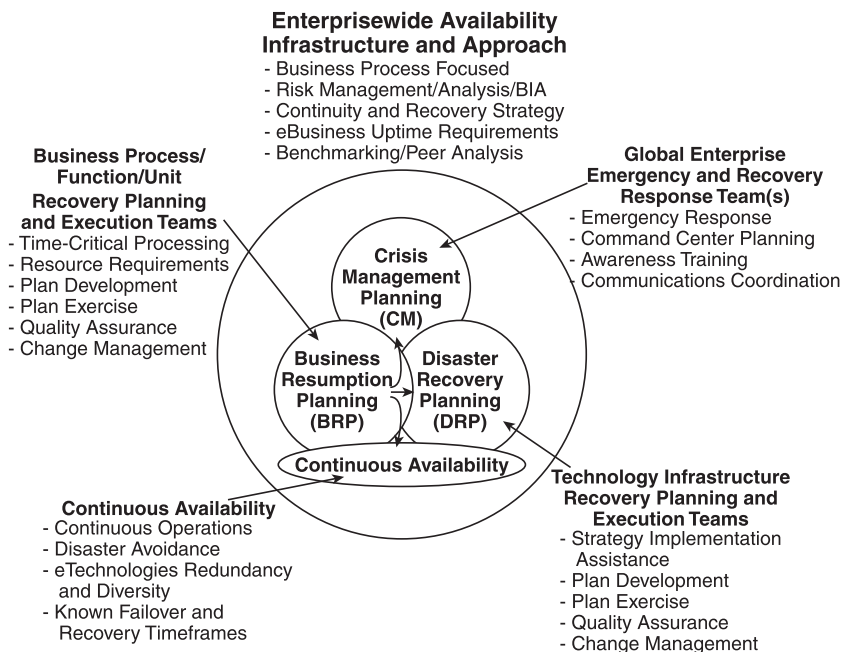 Enterprisewide Availability
Infrastructure and Approach
- Business Process Focused
- Risk Management/Analysis/BIA
- Continuity and Recovery Strategy
- eBusiness Uptime Requirements
- Benchmarking/Peer Analysis
Business Process/
Function/Unit
Recovery Planning
and Execution Teams
- Time-Critical Processing
- Resource Requirements
- Plan Development
- Plan Exercise
- Quality Assurance
- Change Management
Global Enterprise
Emergency and Recovery
Response Team(s)
- Emergency Response
- Command Center Planning
- Awareness Training
- Communications Coordination
Crisis
Management
Planning
(CM)
Business
Resumption
Planning
(BRP)
Disaster
Recovery
Planning
(DRP)
Continuous Availability
Continuous Availability
- Continuous Operations
- Disaster Avoidance
- eTechnologies Redundancy
and Diversity
- Known Failover and
Recovery Timeframes
Technology Infrastructure
Recovery Planning and
Execution Teams
- Strategy Implementation
Assistance
- Plan Development
- Plan Exercise
- Quality Assurance
- Change Management